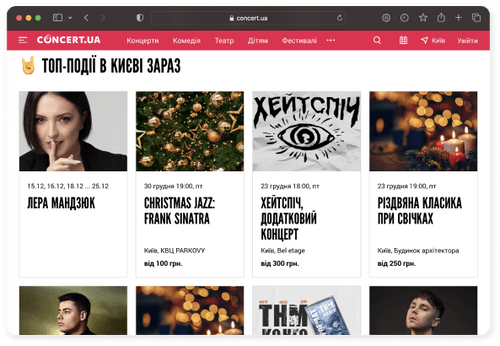 concert.ua
CONCERT.UA Концерти Комедія Театр Дітям Фестивалі Київ Увійти
ТОП-ПОДІЇ В КИЄВІ ЗАРАЗ
15.12, 16.12, 18.12 ... 25.12
ЛЕРА МАНДЗЮК
30 грудня 19:00, пт
CHRISTMAS JAZZ:
FRANK SINATRA
Київ, КВЦ PARKOVY
від 100 грн.
ХЕЙТСПІЧ
23 грудня 18:00, пт
ХЕЙТСПІЧ,
ДОДАТКОВИЙ
КОНЦЕРТ
Київ, Bel etage
від 300 грн.
23 грудня 19:00, пт
РІЗДВЯНА КЛАСИКА
ПРИ СВІЧКАХ
Київ, Будинок архітектора
від 250 грн.